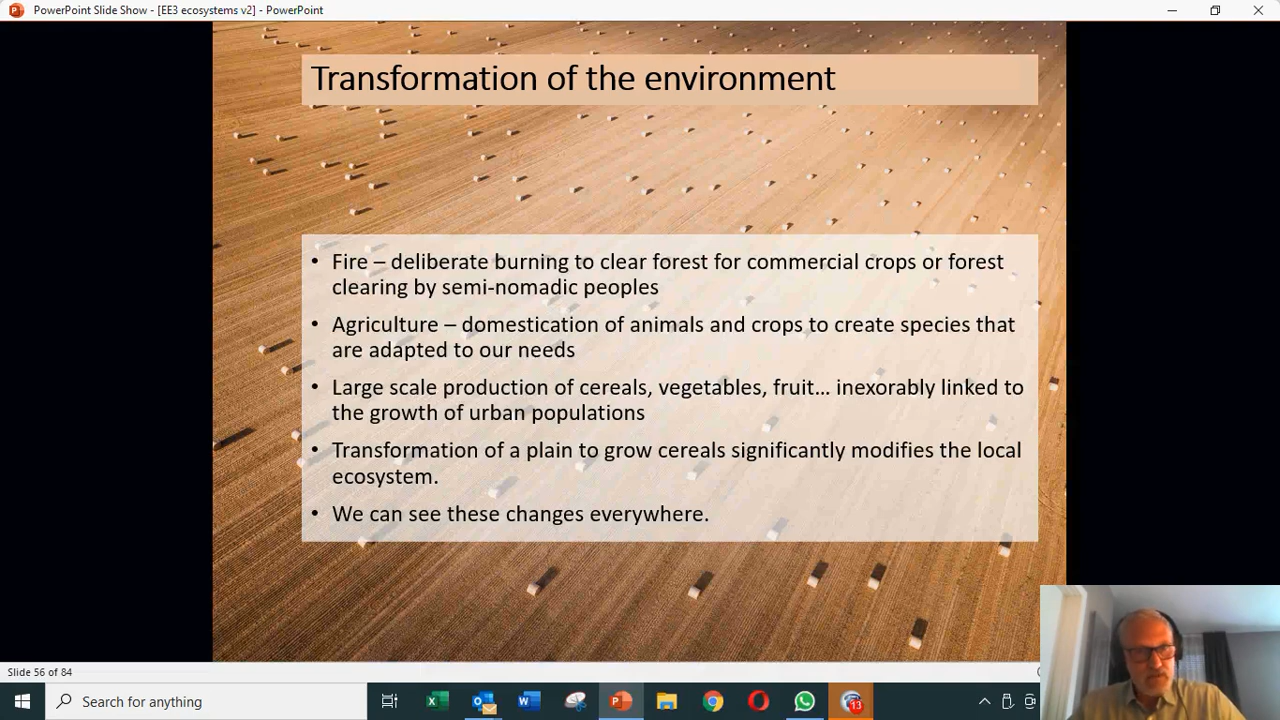 PowerPoint Slide Show - [EE3 ecosystems v2] - PowerPoint
Transformation of the environment
• Fire – deliberate burning to clear forest for commercial crops or forest
clearing by semi-nomadic peoples
• Agriculture – domestication of animals and crops to create species that
are adapted to our needs
• Large scale production of cereals, vegetables, fruit… inexorably linked to
the growth of urban populations
• Transformation of a plain to grow cereals significantly modifies the local
ecosystem.
• We can see these changes everywhere.
Slide 56 of 84
Search for anything
13